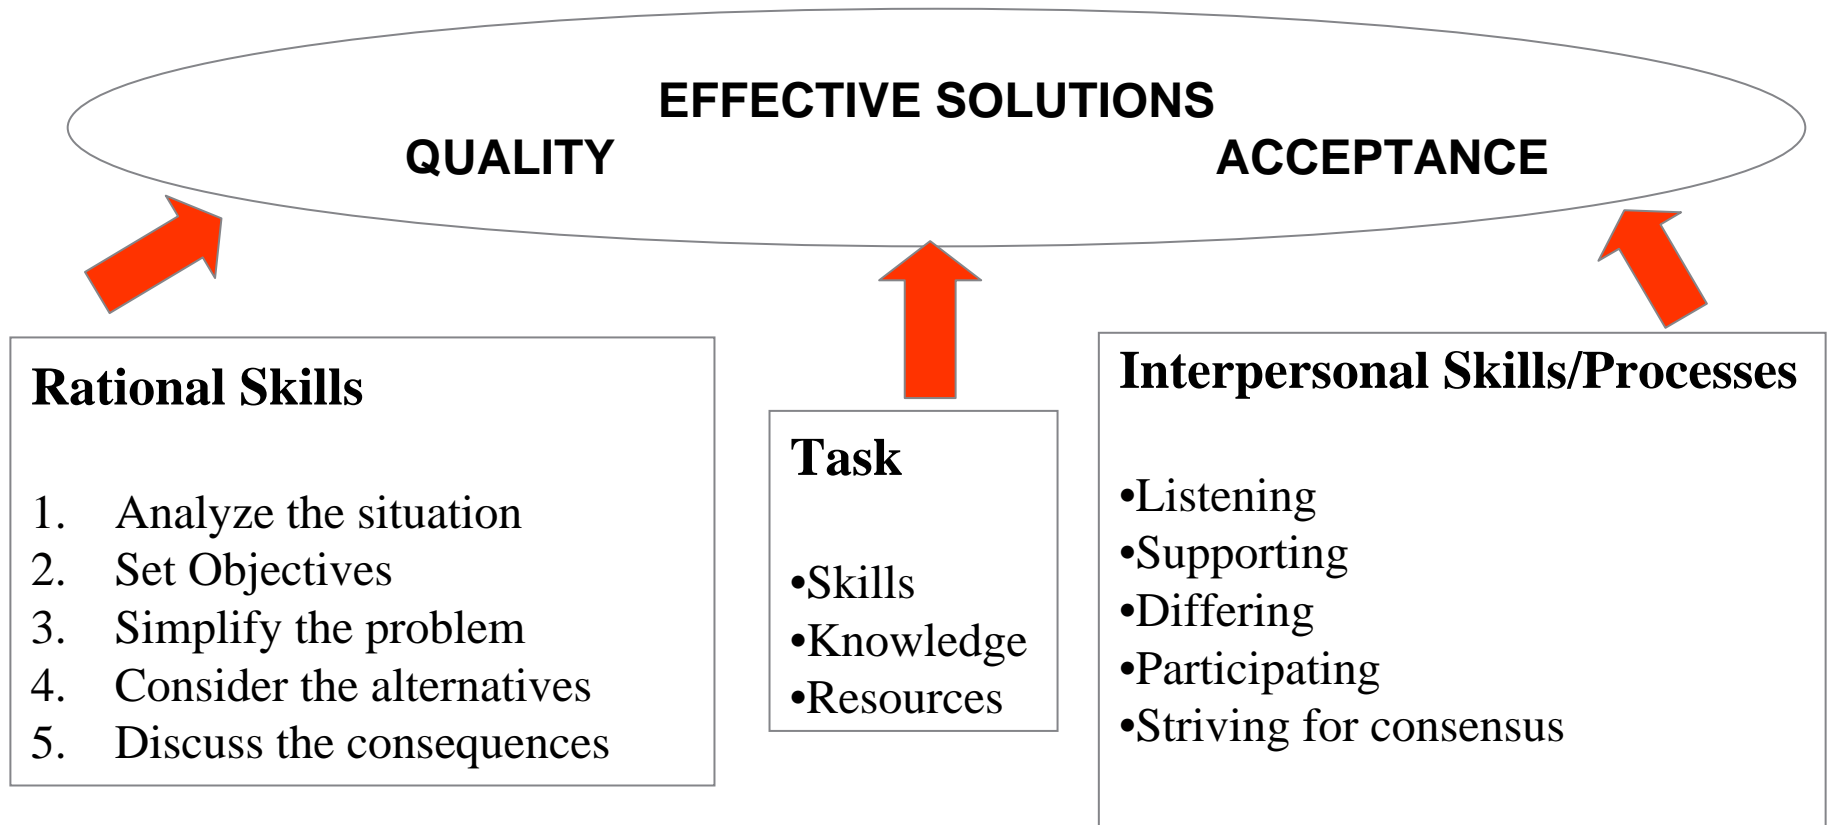 EFFECTIVE SOLUTIONS
QUALITY ACCEPTANCE
Rational Skills
1. Analyze the situation
2. Set Objectives
3. Simplify the problem
4. Consider the alternatives
5. Discuss the consequences
Task
•Skills
•Knowledge
•Resources
Interpersonal Skills/Processes
•Listening
•Supporting
•Differing
•Participating
•Striving for consensus